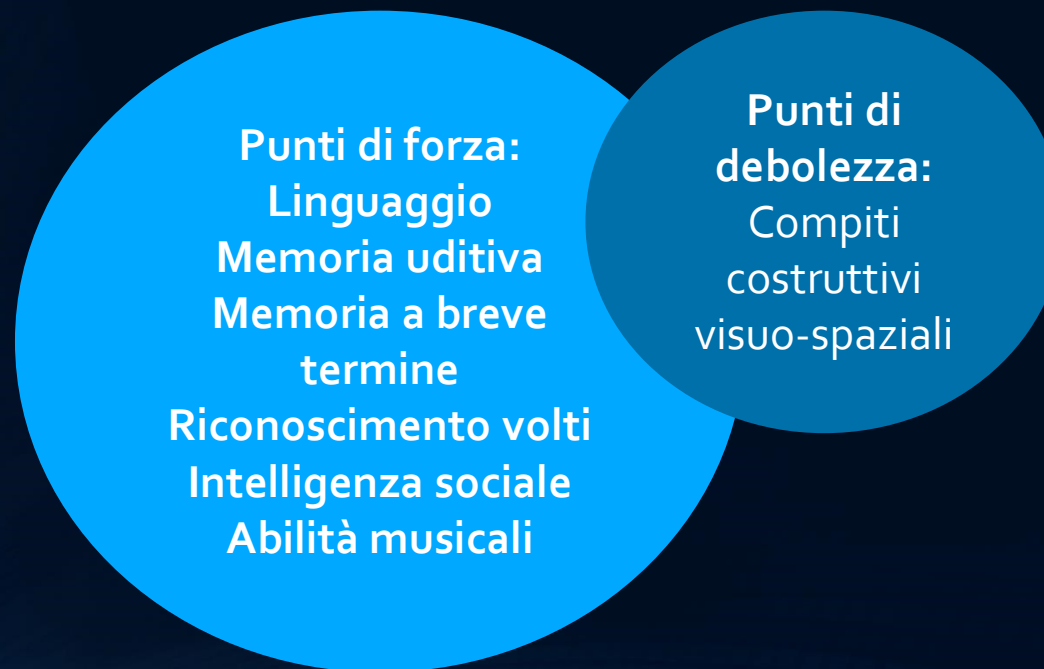 Punti di forza:
Linguaggio
Memoria uditiva
Memoria a breve
termine
Riconoscimento volti
Intelligenza sociale
Abilità musicali
Punti di
debolezza:
Compiti
costruttivi
visuo-spaziali